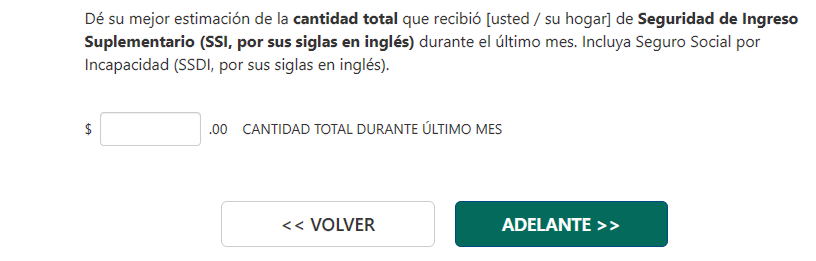 Dé su mejor estimación de la cantidad total que recibió [usted / su hogar] de Seguridad de Ingreso
Suplementario (SSI, por sus siglas en inglés) durante el último mes. Incluya Seguro Social por
Incapacidad (SSDI, por sus siglas en inglés).
$ .00 CANTIDAD TOTAL DURANTE ÚLTIMO MES
<< VOLVER ADELANTE >>